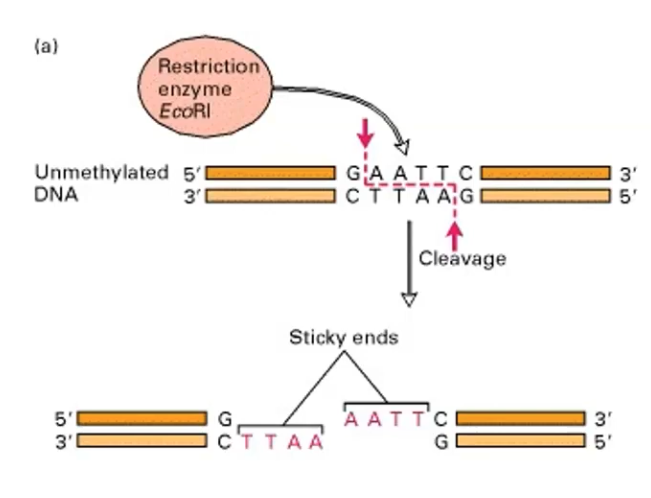 (a)
Restriction
enzyme
EcoRI
Unmethylated 5′ G A A T T C 3′
DNA 3′ C T T A A G 5′
Cleavage
Sticky ends
5′ G A A T T C 3′
3′ C T T A A G 5′